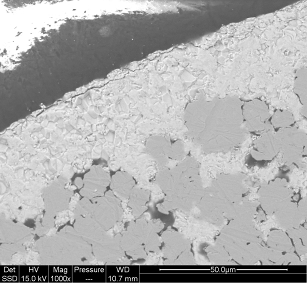 Det HV Mag Pressure WD
SSD 15.0 kV 1000x --- 10.7 mm 50.0µm